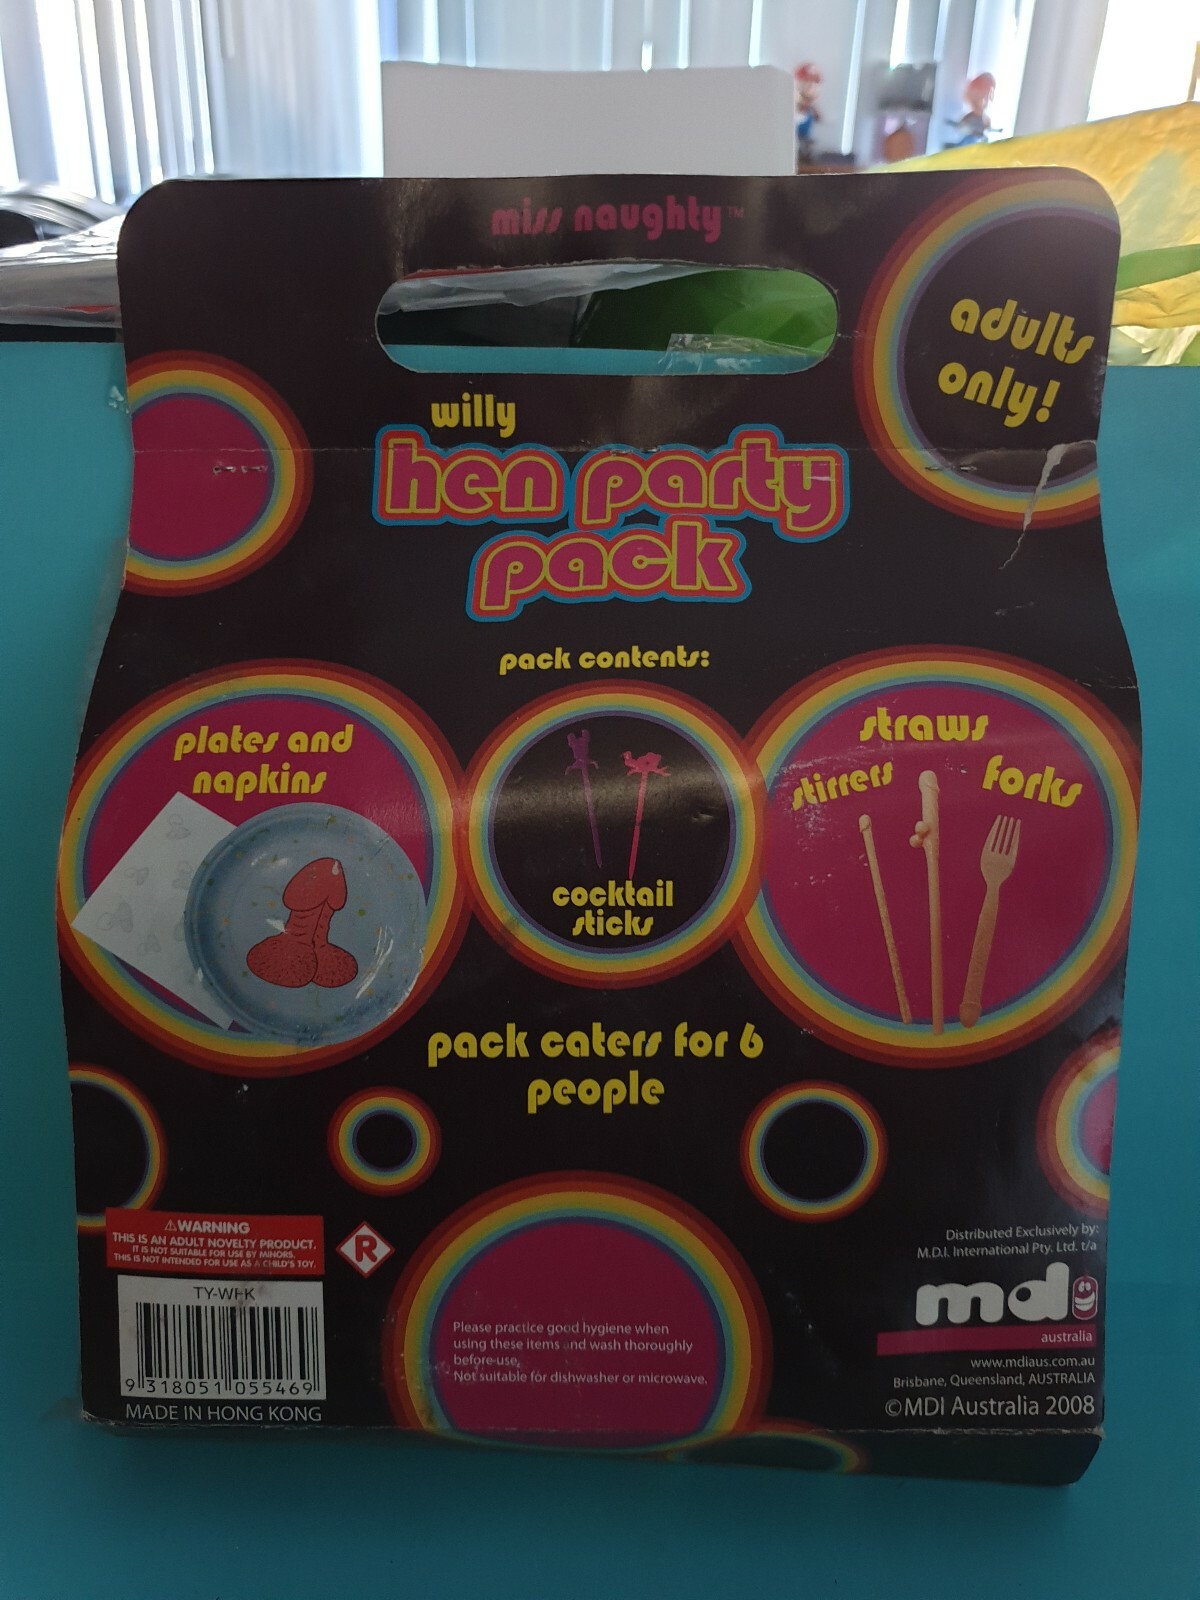 miss naughty™
adults
only!
willy
hen party
pack
pack contents:
plates and
napkins
cocktail
sticks
straws
stirrers
forks
pack caters for 6
people
⚠WARNING
THIS IS AN ADULT NOVELTY PRODUCT.
IT IS NOT SUITABLE FOR USE BY MINORS.
THIS IS NOT INTENDED FOR USE AS A CHILD'S TOY.
R
9 318051 055469
MADE IN HONG KONG
Please practice good hygiene when
using these items and wash thoroughly
before use,
Not suitable for dishwasher or microwave.
Distributed Exclusively by:
M.D.I. International Pty. Ltd. t/a
mdi
australia
www.mdiaus.com.au
Brisbane, Queensland, AUSTRALIA
©MDI Australia 2008